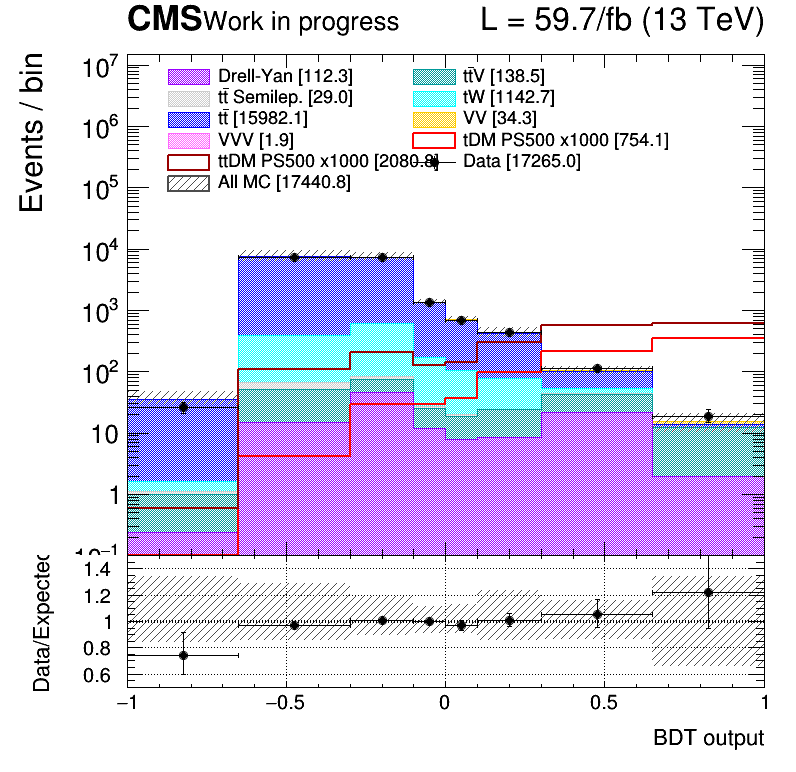 CMS Work in progress L = 59.7/fb (13 TeV)
Events / bin
10⁷
10⁶
10⁵
10⁴
10³
10²
10
1
10⁻¹
Drell-Yan [112.3] tt̄V [138.5]
tt̄ Semilep. [29.0] tW [1142.7]
tt̄ [15982.1] VV [34.3]
VVV [1.9] tDM PS500 x1000 [754.1]
ttDM PS500 x1000 [2080.8] Data [17265.0]
All MC [17440.8]
Data/Expected
1.4
1.2
1
0.8
0.6
−1 −0.5 0 0.5 1
BDT output